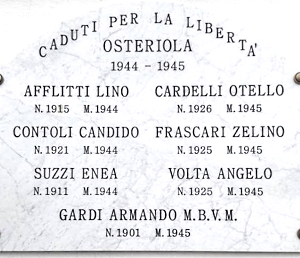 CADUTI PER LA LIBERTA'
OSTERIOLA
1944 - 1945
AFFLITTI LINO
N. 1915 M. 1944
CARDELLI OTELLO
N. 1926 M. 1945
CONTOLI CANDIDO
N. 1921 M. 1944
FRASCARI ZELINO
N. 1925 M. 1945
SUZZI ENEA
N. 1911 M. 1944
VOLTA ANGELO
N. 1925 M. 1945
GARDI ARMANDO M.B.V.M.
N. 1901 M. 1945